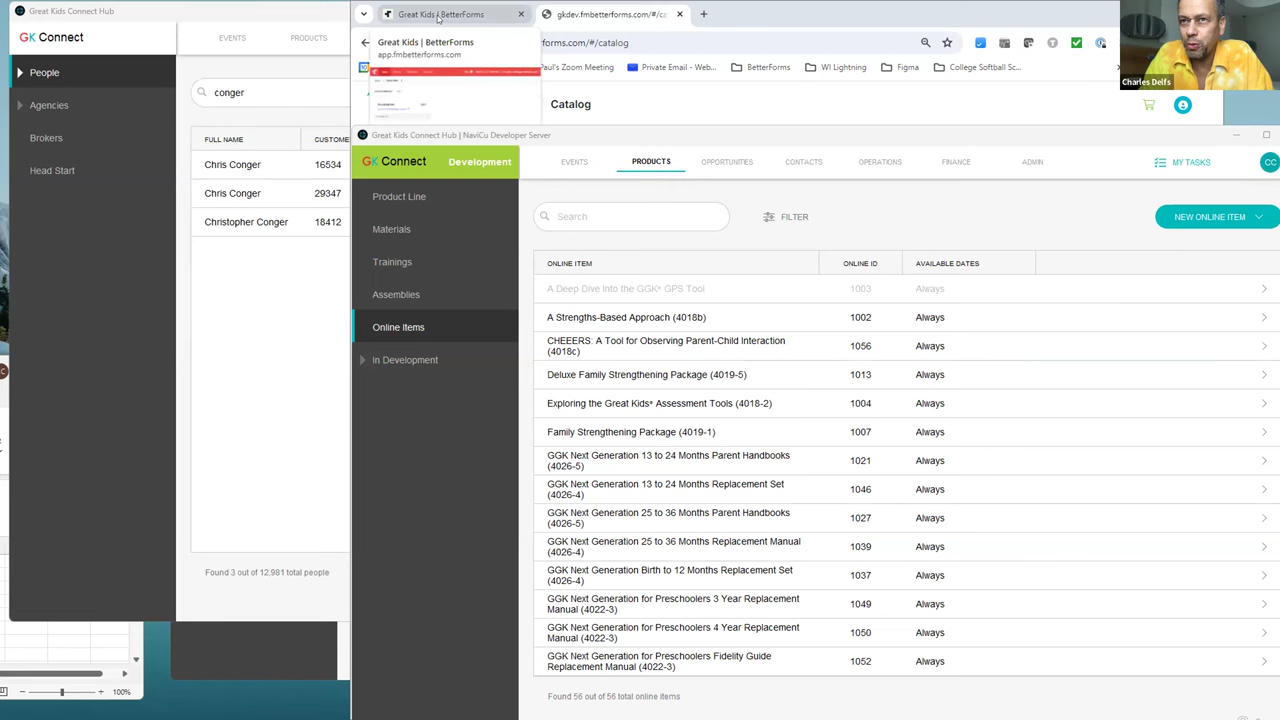 Great Kids Connect Hub
GK Connect
EVENTS
PRODUCTS
People
Agencies
Brokers
Head Start
conger
FULL NAME
CUSTOME
Chris Conger
16534
Chris Conger
29347
Christopher Conger
18412
Found 3 out of 12,981 total people
100%
Great Kids | BetterForms
gkdev.fmbetterforms.com/#/ca
Great Kids | BetterForms
app.fmbetterforms.com
forms.com/#/catalog
Paul's Zoom Meeting
Private Email - Web...
BetterForms
WI Lightning
Figma
College Softball Sc...
Catalog
Charles Delfs
Great Kids Connect Hub | NaviCu Developer Server
GK Connect
Development
EVENTS
PRODUCTS
OPPORTUNITIES
CONTACTS
OPERATIONS
FINANCE
ADMIN
MY TASKS
CC
Product Line
Materials
Trainings
Assemblies
Online Items
In Development
Search
FILTER
NEW ONLINE ITEM
ONLINE ITEM
ONLINE ID
AVAILABLE DATES
A Deep Dive Into the GGK® GPS Tool
1003
Always
A Strengths-Based Approach (4018b)
1002
Always
CHEEERS: A Tool for Observing Parent-Child Interaction
(4018c)
1056
Always
Deluxe Family Strengthening Package (4019-5)
1013
Always
Exploring the Great Kids® Assessment Tools (4018-2)
1004
Always
Family Strengthening Package (4019-1)
1007
Always
GGK Next Generation 13 to 24 Months Parent Handbooks
(4026-5)
1021
Always
GGK Next Generation 13 to 24 Months Replacement Set
(4026-4)
1046
Always
GGK Next Generation 25 to 36 Months Parent Handbooks
(4026-5)
1027
Always
GGK Next Generation 25 to 36 Months Replacement Manual
(4026-4)
1039
Always
GGK Next Generation Birth to 12 Months Replacement Set
(4026-4)
1037
Always
GGK Next Generation for Preschoolers 3 Year Replacement
Manual (4022-3)
1049
Always
GGK Next Generation for Preschoolers 4 Year Replacement
Manual (4022-3)
1050
Always
GGK Next Generation for Preschoolers Fidelity Guide
Replacement Manual (4022-3)
1052
Always
Found 56 out of 56 total online items